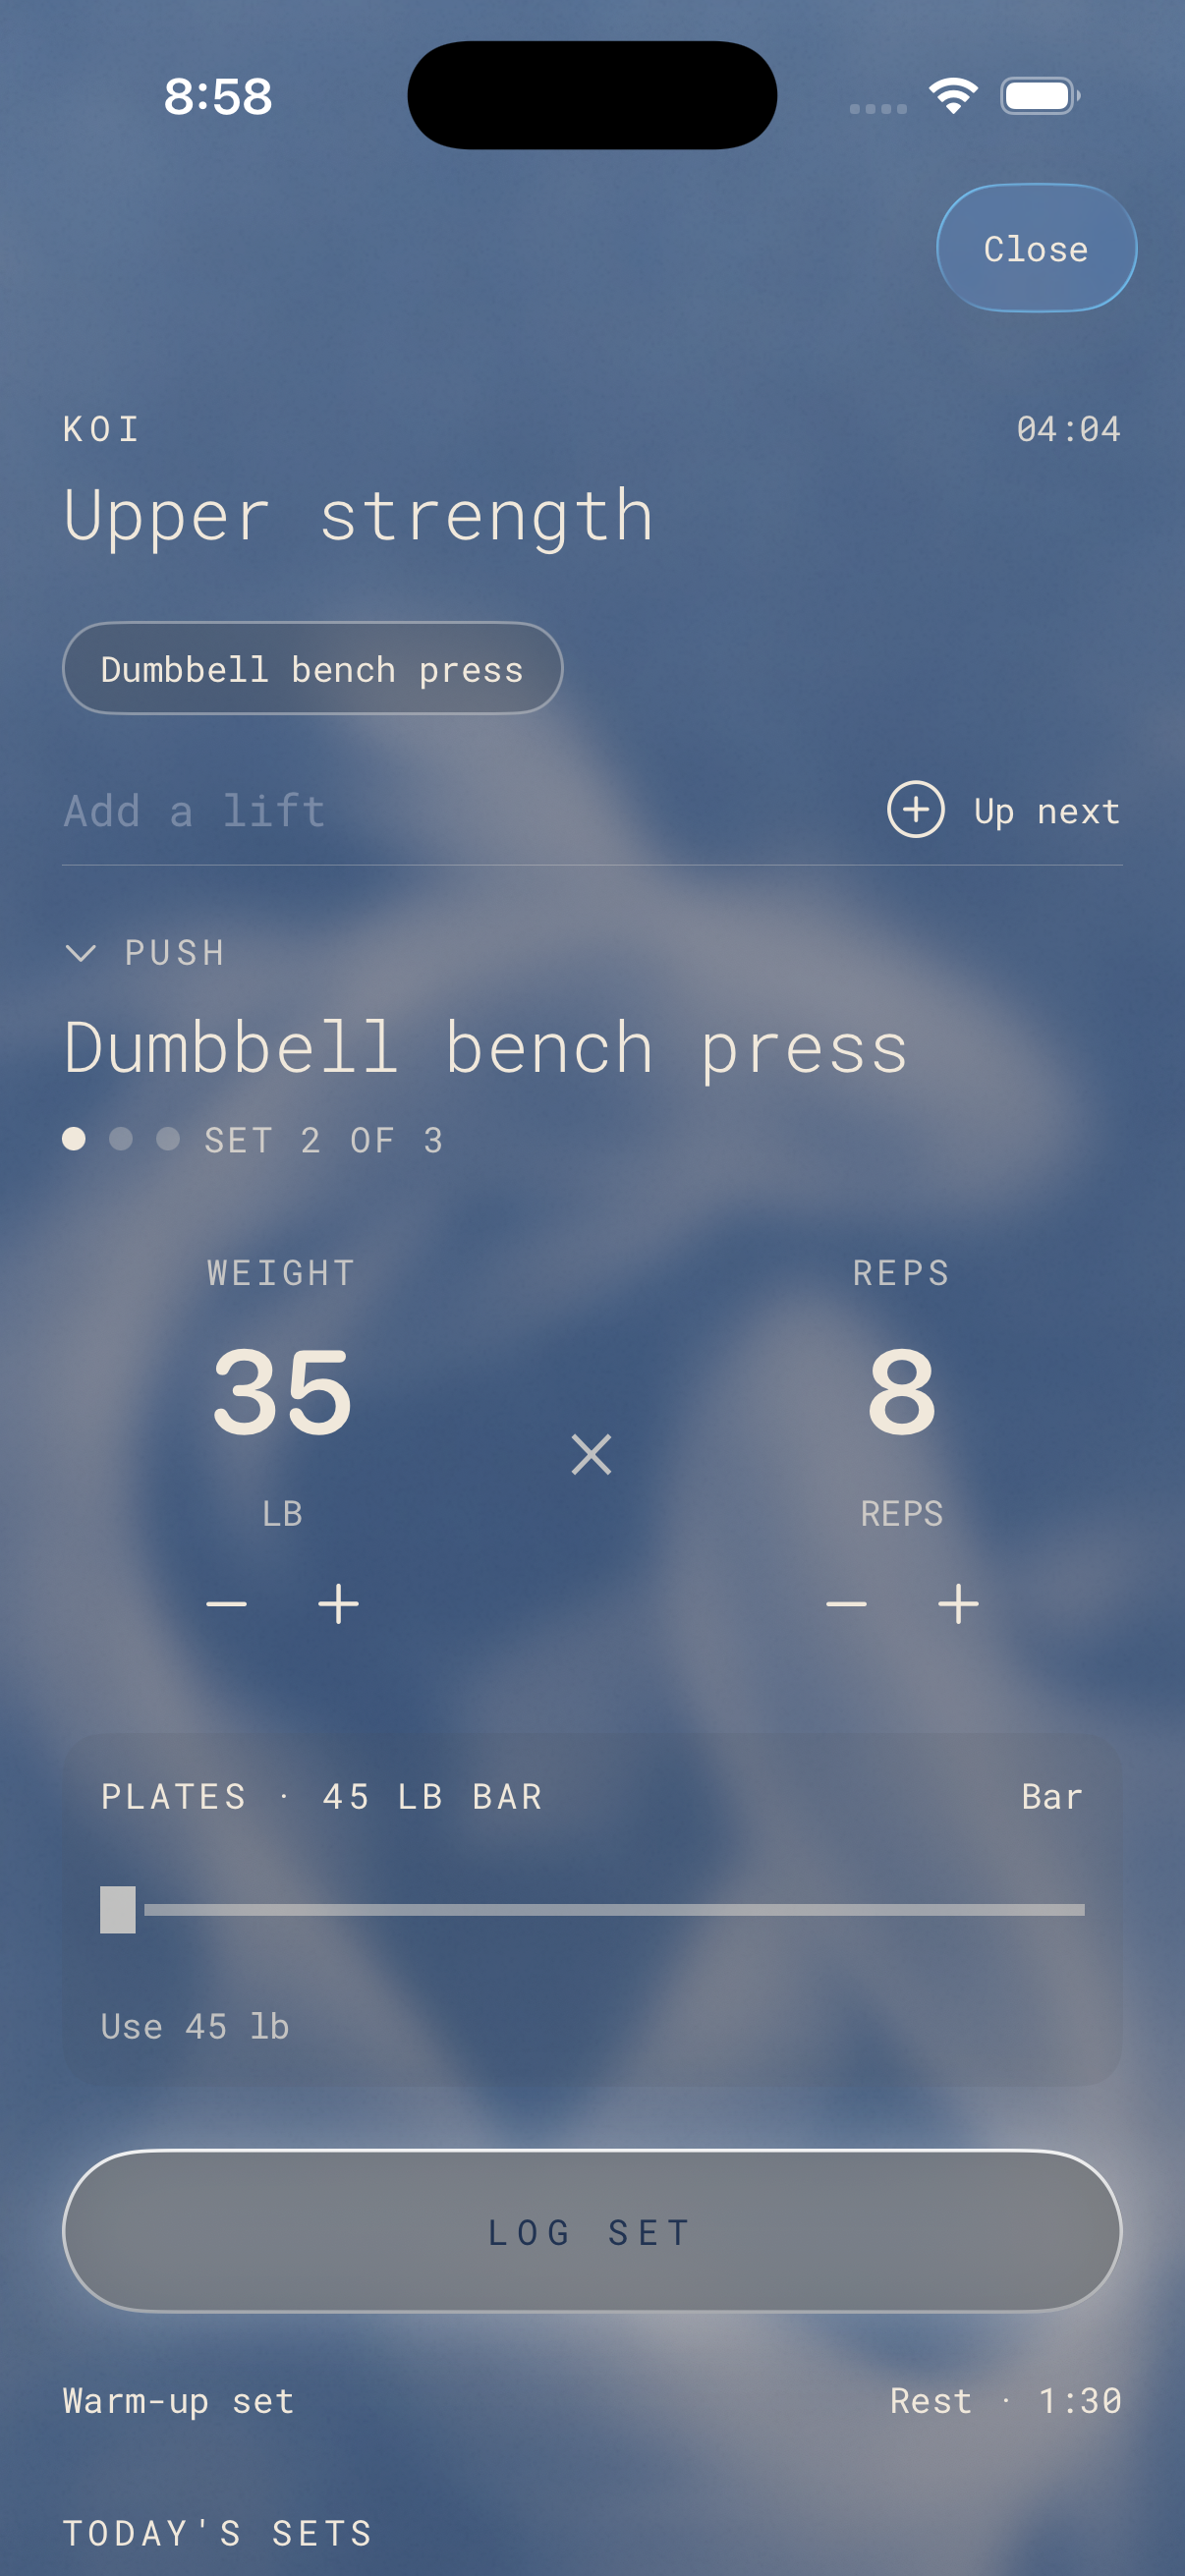 8:58
Close
KOI 04:04
Upper strength
Dumbbell bench press
Add a lift Up next
PUSH
Dumbbell bench press
SET 2 OF 3
WEIGHT REPS
35 × 8
LB REPS
− + − +
PLATES · 45 LB BAR Bar
Use 45 lb
LOG SET
Warm-up set Rest · 1:30
TODAY'S SETS